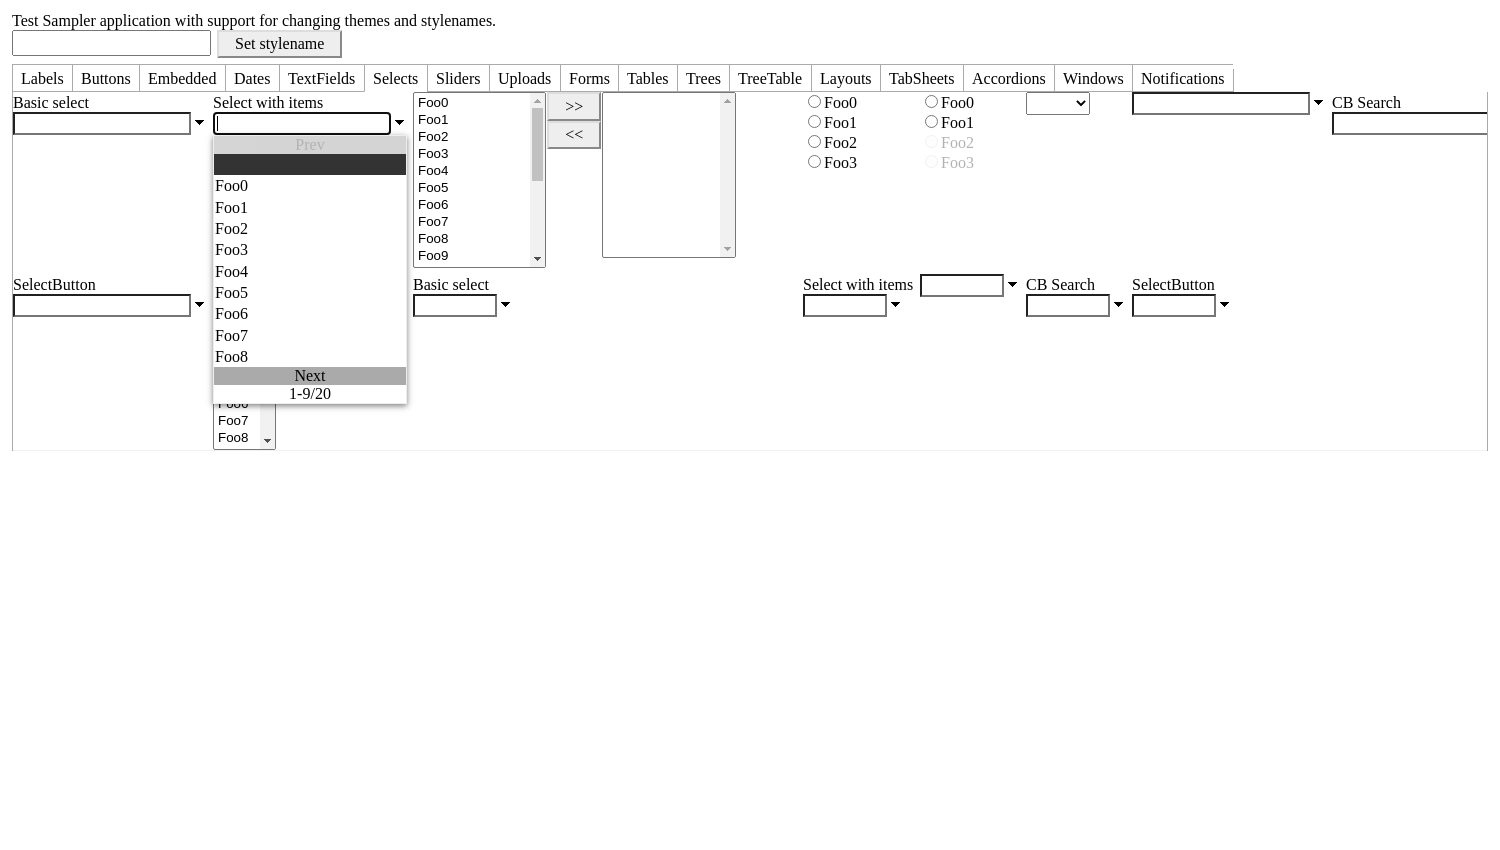 Test Sampler application with support for changing themes and stylenames.
Set stylename
Labels Buttons Embedded Dates TextFields Selects Sliders Uploads Forms Tables Trees TreeTable Layouts TabSheets Accordions Windows Notifications
Basic select
Select with items
Prev
Foo0
Foo1
Foo2
Foo3
Foo4
Foo5
Foo6
Foo7
Foo8
Next
1-9/20
Foo0
Foo1
Foo2
Foo3
Foo4
Foo5
Foo6
Foo7
Foo8
Foo9
>>
<<
Foo0
Foo1
Foo2
Foo3
Foo0
Foo1
Foo2
Foo3
CB Search
SelectButton
Foo6
Foo7
Foo8
Basic select
Select with items
CB Search
SelectButton